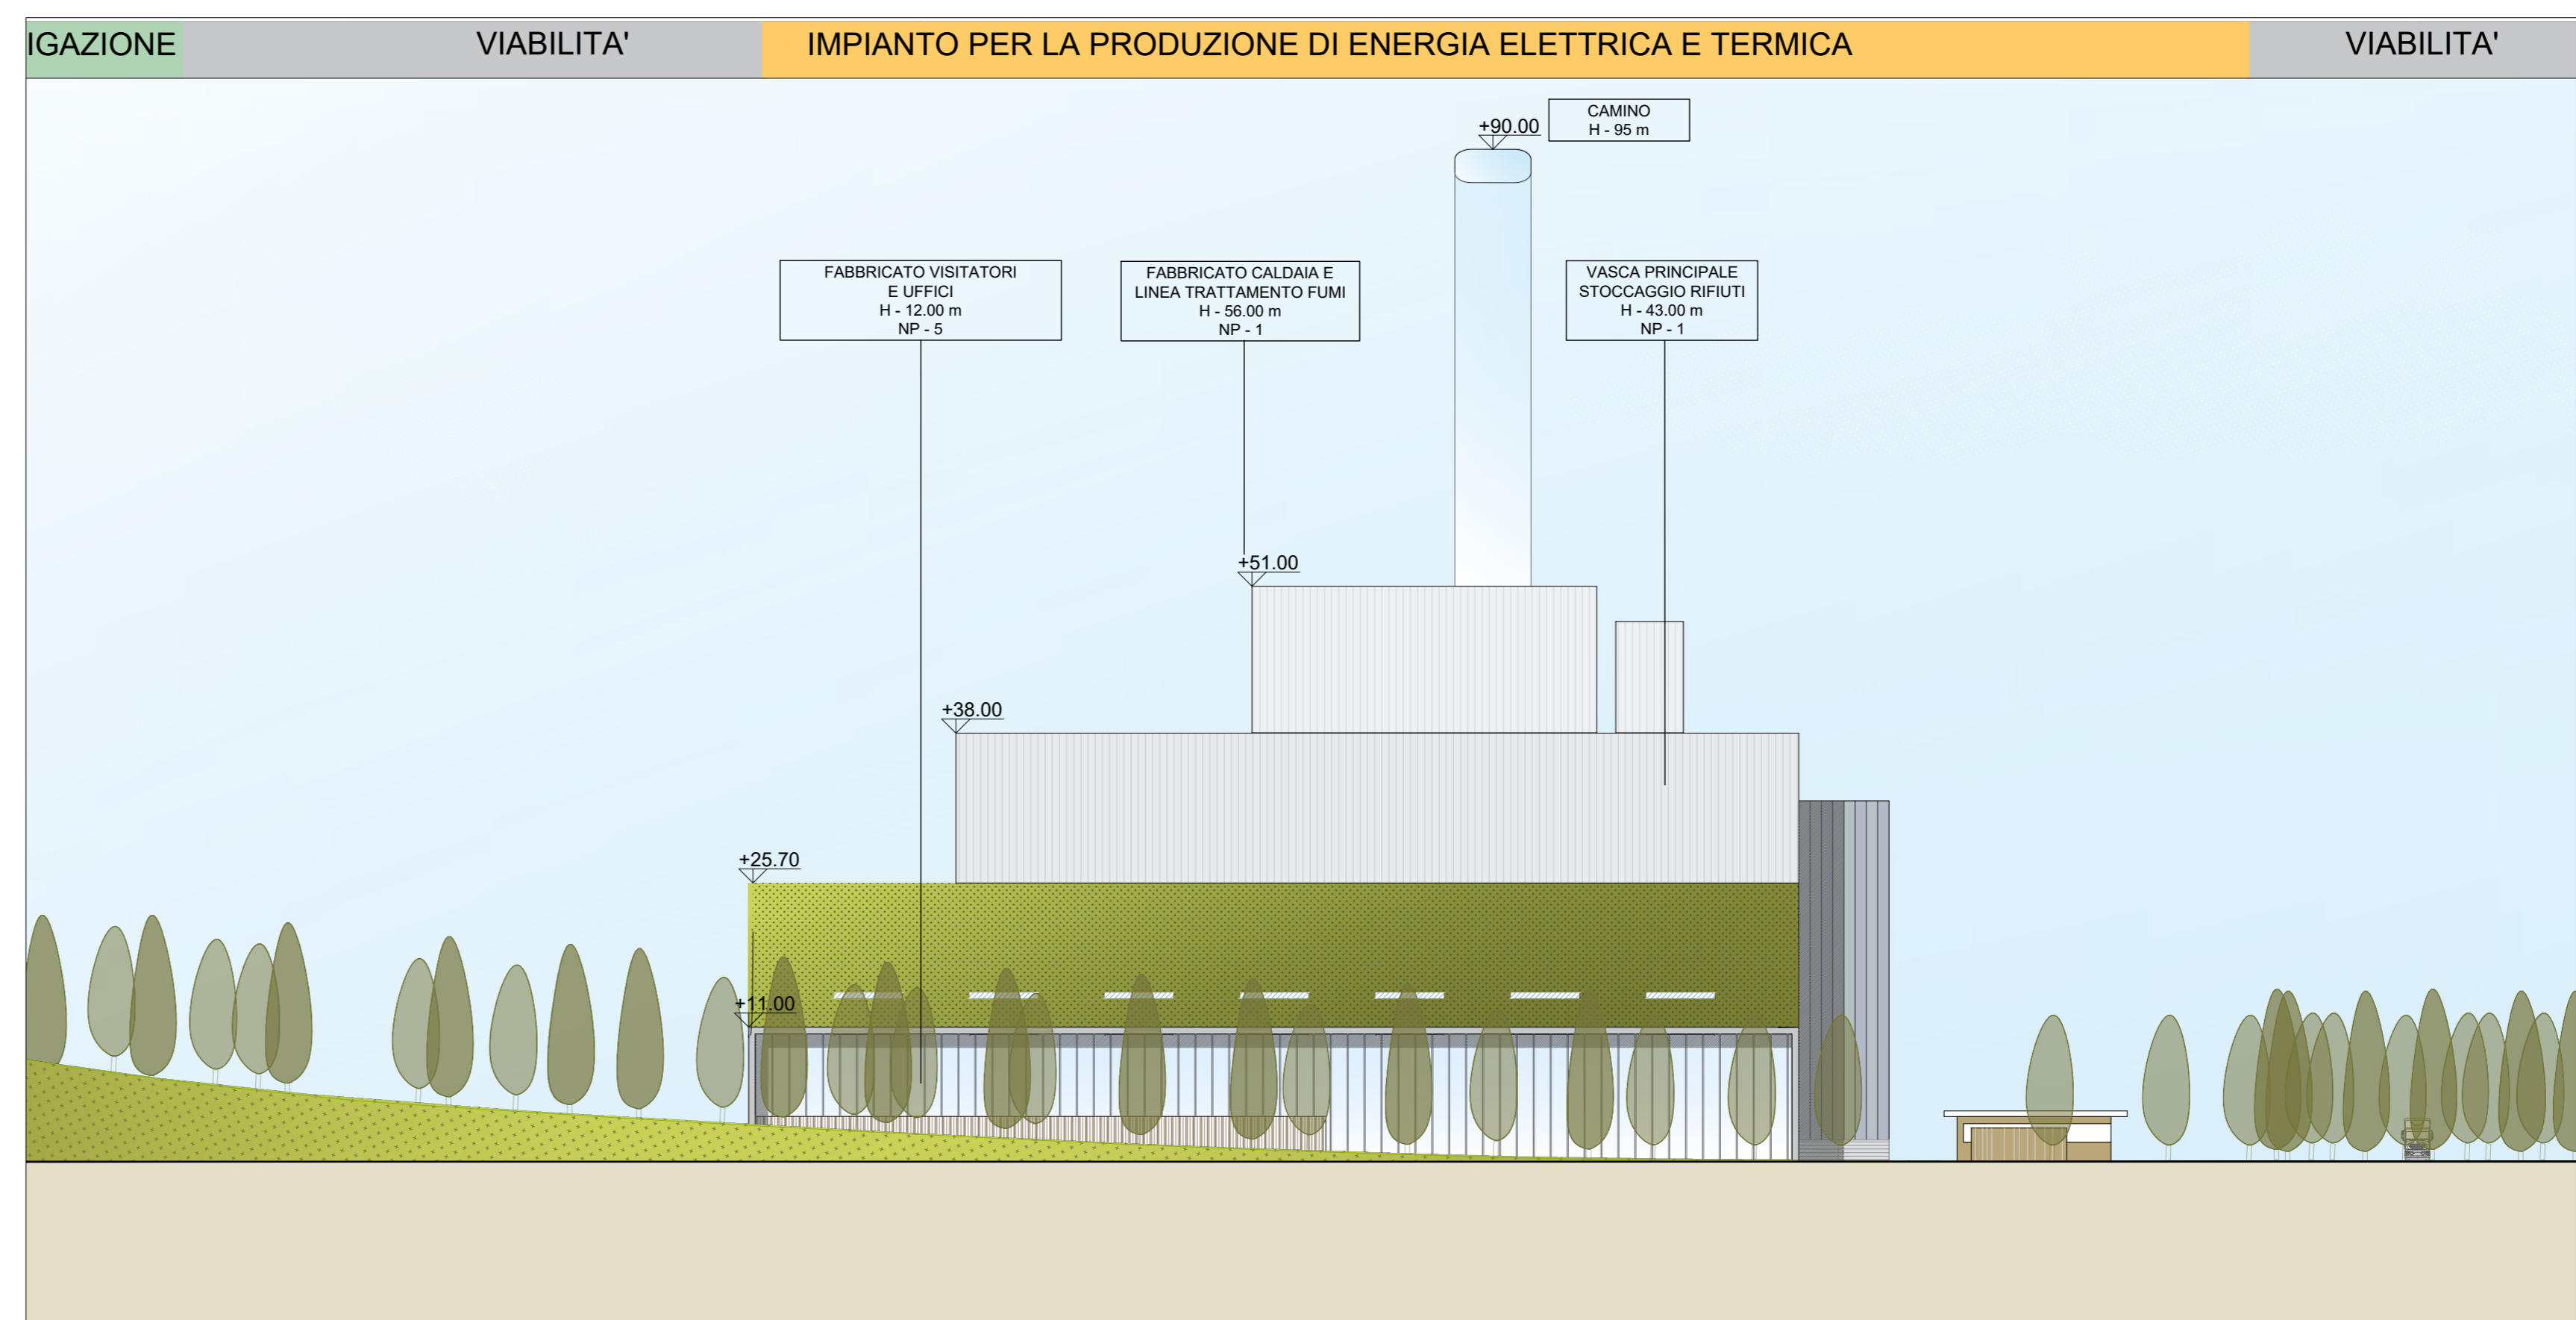 IGAZIONE
VIABILITA'
IMPIANTO PER LA PRODUZIONE DI ENERGIA ELETTRICA E TERMICA
VIABILITA'
CAMINO
H - 95 m
+90.00
FABBRICATO VISITATORI
E UFFICI
H - 12.00 m
NP - 5
FABBRICATO CALDAIA E
LINEA TRATTAMENTO FUMI
H - 56.00 m
NP - 1
VASCA PRINCIPALE
STOCCAGGIO RIFIUTI
H - 43.00 m
NP - 1
+51.00
+38.00
+25.70
+11.00